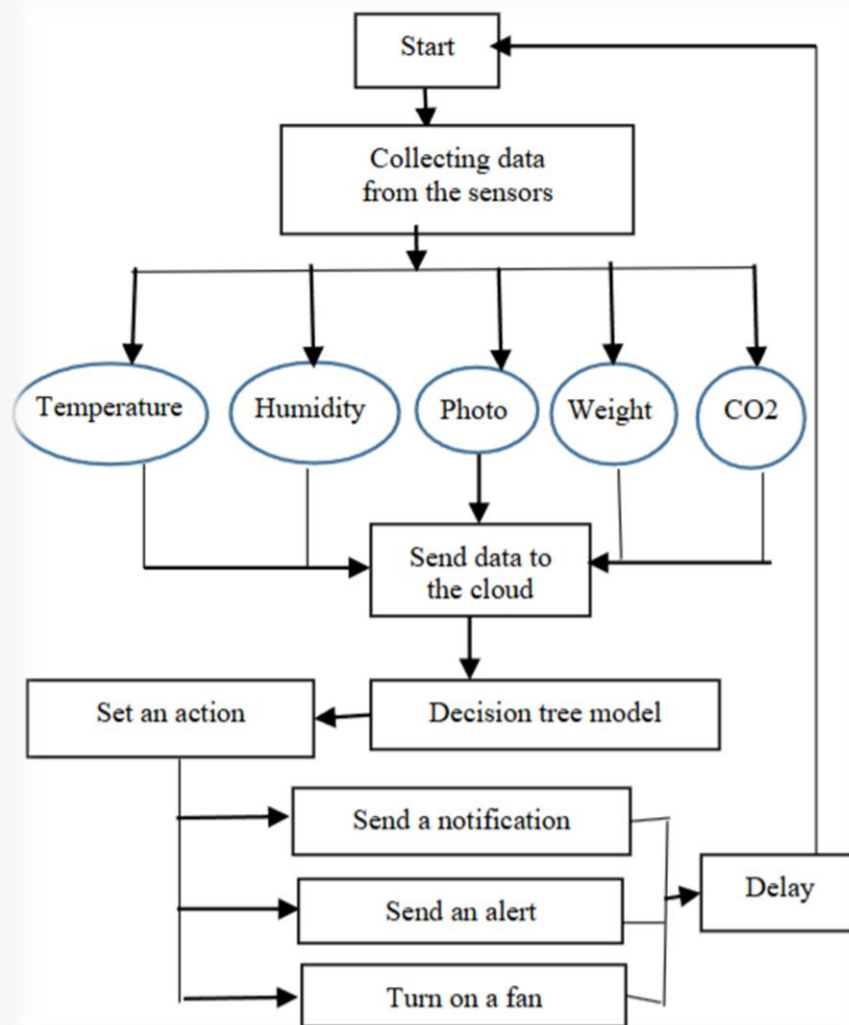 Start
Collecting data
from the sensors
Temperature
Humidity
Photo
Weight
CO2
Send data to
the cloud
Set an action
Decision tree model
Send a notification
Send an alert
Delay
Turn on a fan